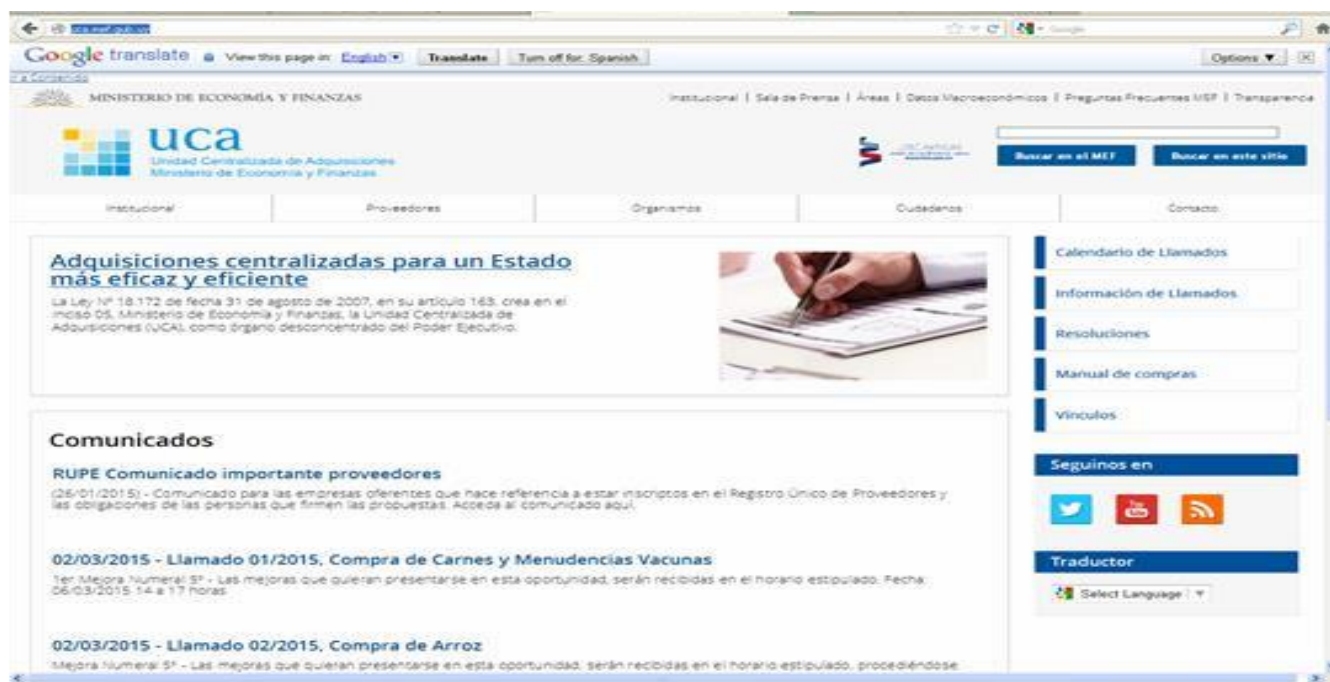 uca.mef.gub.uy
Google
Google translate View this page in: English Translate Turn off for: Spanish Options
Ir a Contenido
MINISTERIO DE ECONOMÍA Y FINANZAS
Institucional | Sala de Prensa | Áreas | Datos Macroeconómicos | Preguntas Frecuentes MEF | Transparencia
uca
Unidad Centralizada de Adquisiciones
Ministerio de Economía y Finanzas
Buscar en el MEF Buscar en este sitio
Institucional Proveedores Organismos Ciudadanos Contacto
Adquisiciones centralizadas para un Estado
más eficaz y eficiente
La Ley Nº 18.172 de fecha 31 de agosto de 2007, en su artículo 163, crea en el
inciso 05, Ministerio de Economía y Finanzas, la Unidad Centralizada de
Adquisiciones (UCA), como órgano desconcentrado del Poder Ejecutivo.
Calendario de Llamados
Información de Llamados
Resoluciones
Manual de compras
Vínculos
Comunicados
RUPE Comunicado importante proveedores
(26/01/2015) - Comunicado para las empresas oferentes que hace referencia a estar inscriptos en el Registro Único de Proveedores y
las obligaciones de las personas que firmen las propuestas. Acceda al comunicado aquí.
02/03/2015 - Llamado 01/2015, Compra de Carnes y Menudencias Vacunas
1er Mejora Numeral 5º - Las mejoras que quieran presentarse en esta oportunidad, serán recibidas en el horario estipulado. Fecha:
06/03/2015 14 a 17 horas
02/03/2015 - Llamado 02/2015, Compra de Arroz
Mejora Numeral 5º - Las mejoras que quieran presentarse en esta oportunidad, serán recibidas en el horario estipulado, procediéndose
Seguinos en
You
Traductor
Select Language